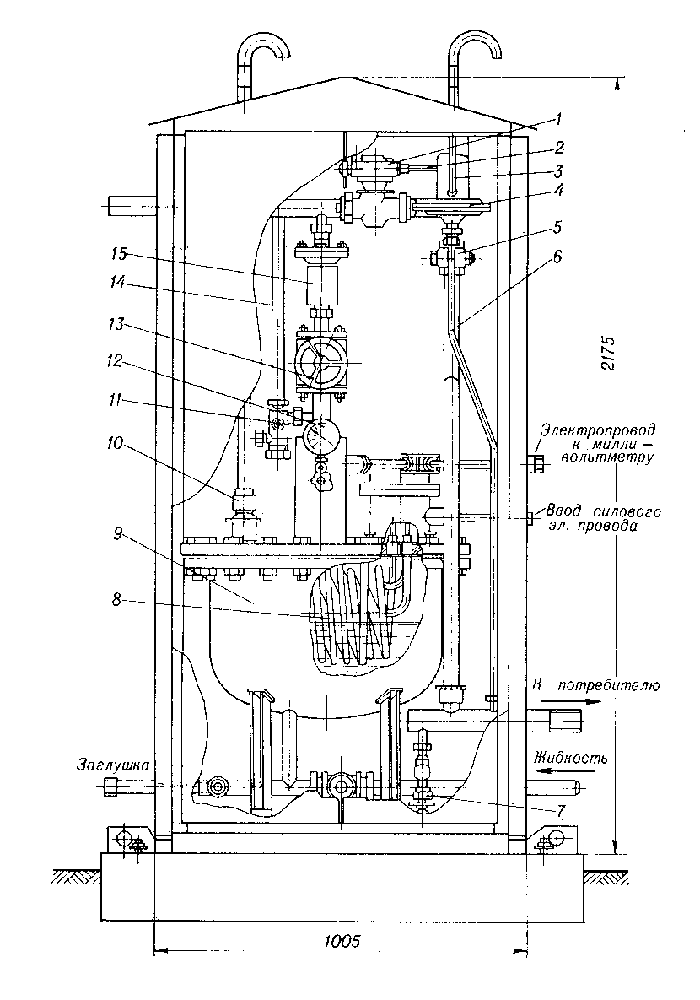 1
2
3
4
5
6
15
14
13
12
11
10
9
8
7
2175
Электропровод
к милли-
вольтметру
Ввод силового
эл. провода
К потребителю
Жидкость
Заглушка
1005